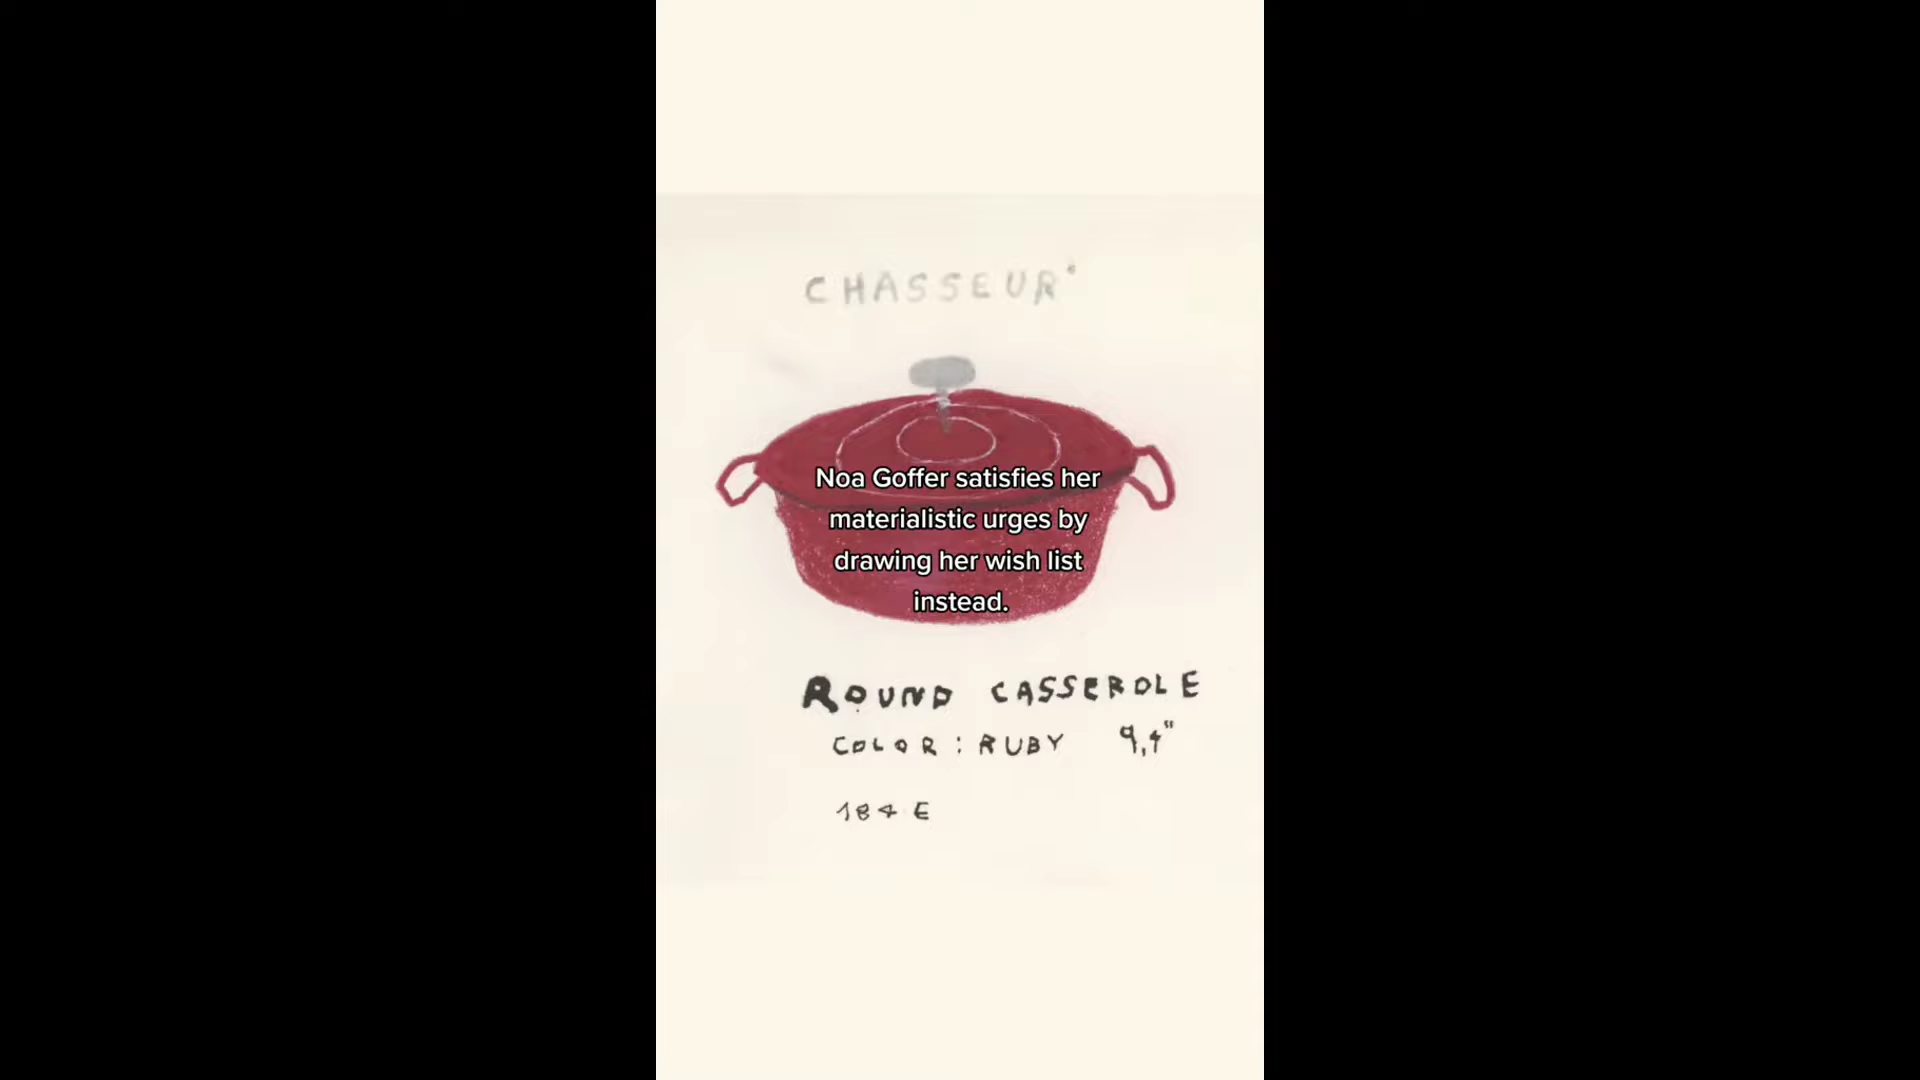 CHASSEUR
Noa Goffer satisfies her
materialistic urges by
drawing her wish list
instead.
ROUND CASSEROLE
COLOR: RUBY 9,4"
184 E